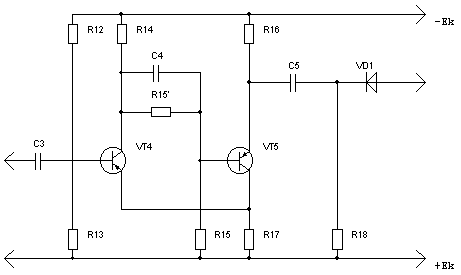 R12 R14 R16 -Ek
C4 C5 VD1
R15'
C3 VT4 VT5
R13 R15 R17 R18
+Ek